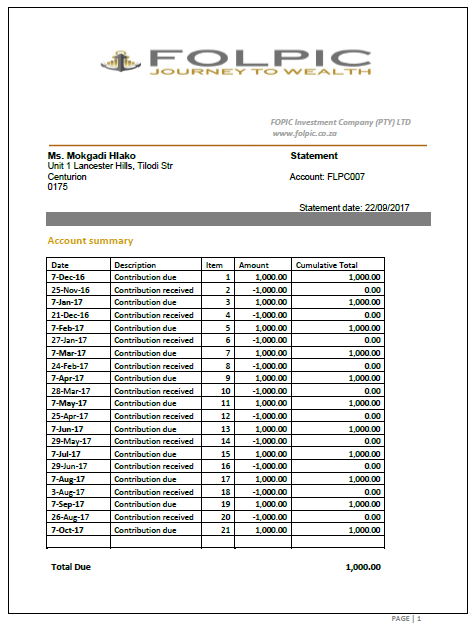 FOLPIC
JOURNEY TO WEALTH
FOPIC Investment Company (PTY) LTD
www.folpic.co.za
Ms. Mokgadi Hlako Statement
Unit 1 Lancester Hills, Tilodi Str
Centurion Account: FLPC007
0175
Statement date: 22/09/2017
Account summary
Date Description Item Amount Cumulative Total
7-Dec-16 Contribution due 1 1,000.00 1,000.00
25-Nov-16 Contribution received 2 -1,000.00 0.00
7-Jan-17 Contribution due 3 1,000.00 1,000.00
21-Dec-16 Contribution received 4 -1,000.00 0.00
7-Feb-17 Contribution due 5 1,000.00 1,000.00
27-Jan-17 Contribution received 6 -1,000.00 0.00
7-Mar-17 Contribution due 7 1,000.00 1,000.00
24-Feb-17 Contribution received 8 -1,000.00 0.00
7-Apr-17 Contribution due 9 1,000.00 1,000.00
28-Mar-17 Contribution received 10 -1,000.00 0.00
7-May-17 Contribution due 11 1,000.00 1,000.00
25-Apr-17 Contribution received 12 -1,000.00 0.00
7-Jun-17 Contribution due 13 1,000.00 1,000.00
29-May-17 Contribution received 14 -1,000.00 0.00
7-Jul-17 Contribution due 15 1,000.00 1,000.00
29-Jun-17 Contribution received 16 -1,000.00 0.00
7-Aug-17 Contribution due 17 1,000.00 1,000.00
3-Aug-17 Contribution received 18 -1,000.00 0.00
7-Sep-17 Contribution due 19 1,000.00 1,000.00
26-Aug-17 Contribution received 20 -1,000.00 0.00
7-Oct-17 Contribution due 21 1,000.00 1,000.00
Total Due 1,000.00
PAGE | 1